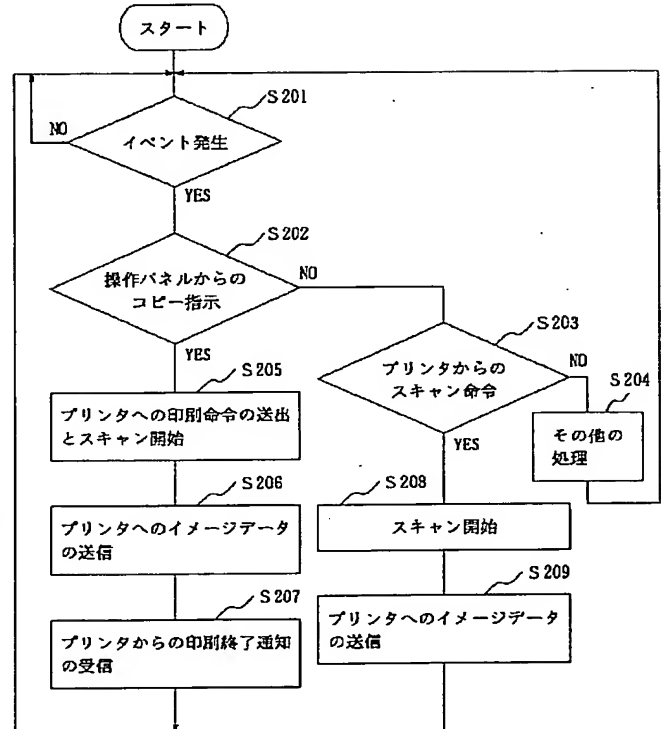 スタート
S201
NO
イベント発生
YES
S202
操作パネルからの
コピー指示
NO
S203
YES
プリンタからの
スキャン命令
NO
S204
S205
プリンタへの印刷命令の送出
とスキャン開始
その他の
処理
YES
S206
S208
プリンタへのイメージデータ
の送信
スキャン開始
S207
S209
プリンタからの印刷終了通知
の受信
プリンタへのイメージデータ
の送信